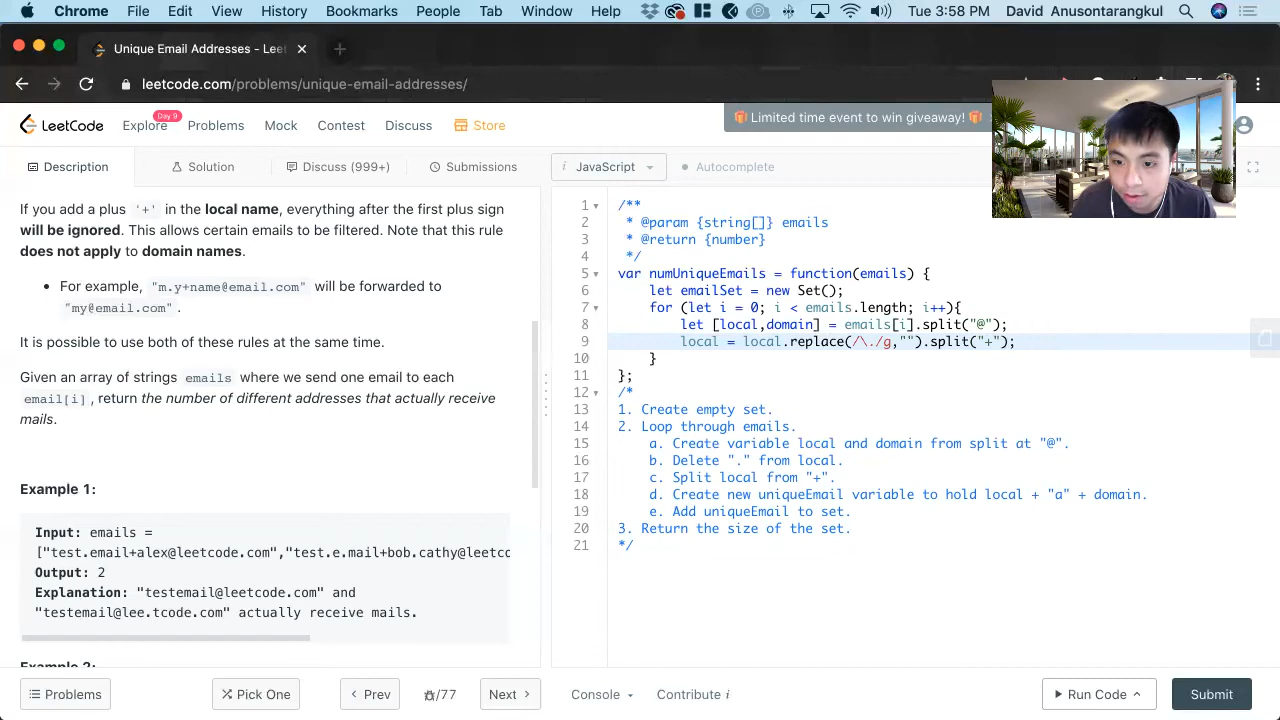 Chrome File Edit View History Bookmarks People Tab Window Help Tue 3:58 PM David Anusontarangkul
Unique Email Addresses - Leet
leetcode.com/problems/unique-email-addresses/
LeetCode Explore Day 9 Problems Mock Contest Discuss Store
🎁 Limited time event to win giveaway! 🎁
Description Solution Discuss (999+) Submissions
i JavaScript Autocomplete
If you add a plus '+' in the local name, everything after the first plus sign
will be ignored. This allows certain emails to be filtered. Note that this rule
does not apply to domain names.
• For example, "m.y+name@email.com" will be forwarded to
"my@email.com".
It is possible to use both of these rules at the same time.
Given an array of strings emails where we send one email to each
email[i], return the number of different addresses that actually receive
mails.
Example 1:
Input: emails =
["test.email+alex@leetcode.com","test.e.mail+bob.cathy@leetco
Output: 2
Explanation: "testemail@leetcode.com" and
"testemail@lee.tcode.com" actually receive mails.
Example 2:
1 /**
2 * @param {string[]} emails
3 * @return {number}
4 */
5 var numUniqueEmails = function(emails) {
6 let emailSet = new Set();
7 for (let i = 0; i < emails.length; i++){
8 let [local,domain] = emails[i].split("@");
9 local = local.replace(/\./g,"").split("+");
10 }
11 };
12 /*
13 1. Create empty set.
14 2. Loop through emails.
15 a. Create variable local and domain from split at "@".
16 b. Delete "." from local.
17 c. Split local from "+".
18 d. Create new uniqueEmail variable to hold local + "a" + domain.
19 e. Add uniqueEmail to set.
20 3. Return the size of the set.
21 */
Problems Pick One Prev /77 Next Console Contribute i Run Code Submit